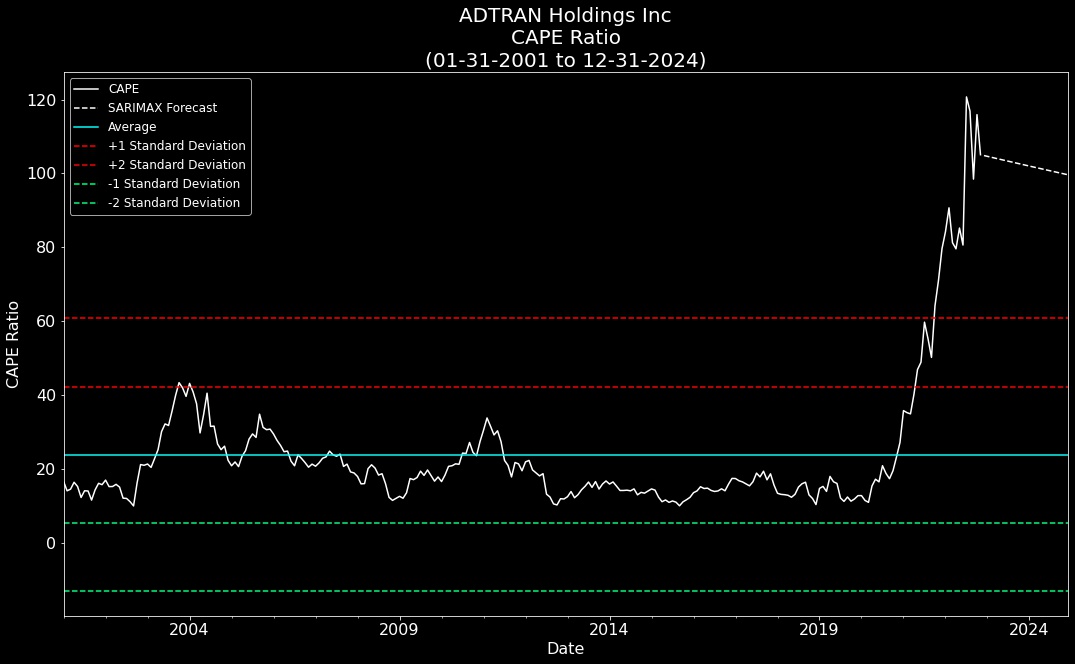 ADTRAN Holdings Inc
CAPE Ratio
(01-31-2001 to 12-31-2024)
CAPE
SARIMAX Forecast
Average
+1 Standard Deviation
+2 Standard Deviation
-1 Standard Deviation
-2 Standard Deviation
CAPE Ratio
120
100
80
60
40
20
0
2004
2009
2014
2019
2024
Date